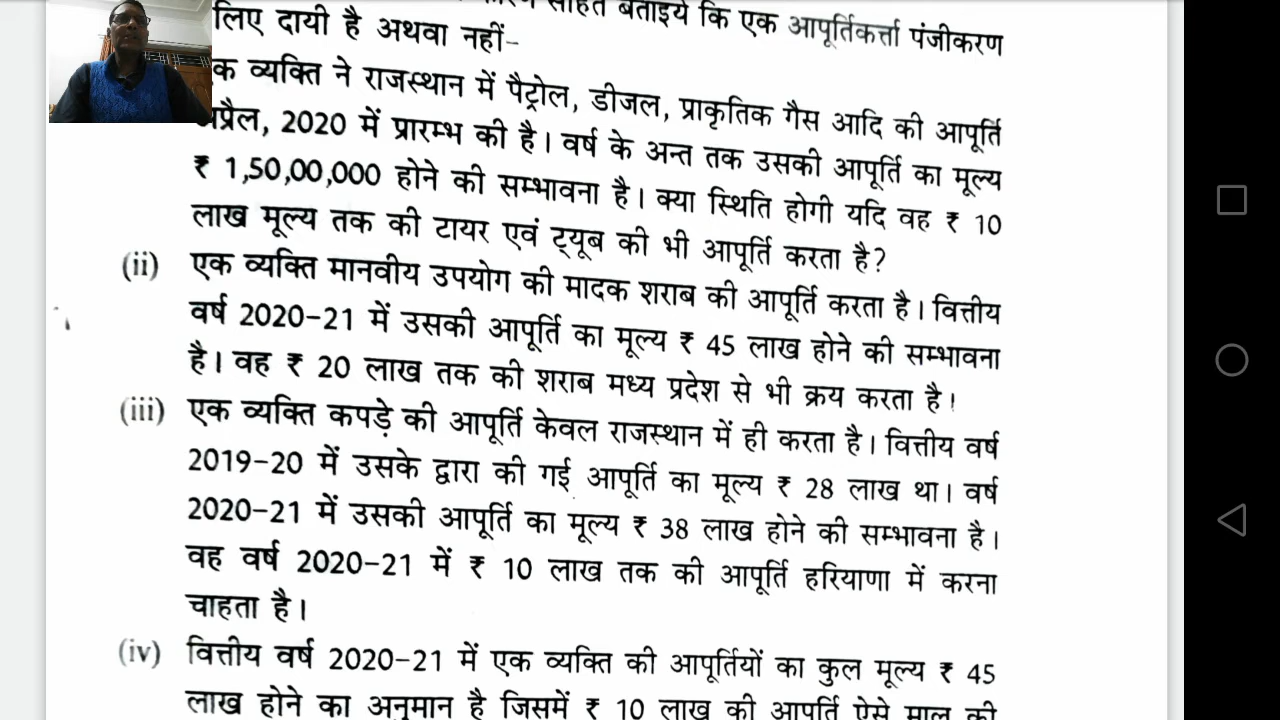 सहित बताइये कि एक आपूर्तिकर्त्ता पंजीकरण
लिए दायी है अथवा नहीं–
व्यक्ति ने राजस्थान में पैट्रोल, डीजल, प्राकृतिक गैस आदि की आपूर्ति
2020 में प्रारम्भ की है। वर्ष के अन्त तक उसकी आपूर्ति का मूल्य
₹ 1,50,00,000 होने की सम्भावना है। क्या स्थिति होगी यदि वह ₹ 10
लाख मूल्य तक की टायर एवं ट्यूब की भी आपूर्ति करता है?
(ii) एक व्यक्ति मानवीय उपयोग की मादक शराब की आपूर्ति करता है। वित्तीय
वर्ष 2020-21 में उसकी आपूर्ति का मूल्य ₹ 45 लाख होने की सम्भावना
है। वह ₹ 20 लाख तक की शराब मध्य प्रदेश से भी क्रय करता है।
(iii) एक व्यक्ति कपड़े की आपूर्ति केवल राजस्थान में ही करता है। वित्तीय वर्ष
2019-20 में उसके द्वारा की गई आपूर्ति का मूल्य ₹ 28 लाख था। वर्ष
2020-21 में उसकी आपूर्ति का मूल्य ₹ 38 लाख होने की सम्भावना है।
वह वर्ष 2020-21 में ₹ 10 लाख तक की आपूर्ति हरियाणा में करना
चाहता है।
(iv) वित्तीय वर्ष 2020-21 में एक व्यक्ति की आपूर्तियों का कुल मूल्य ₹ 45
लाख होने का अनुमान है जिसमें ₹ 10 लाख की आपूर्ति ऐसे माल की